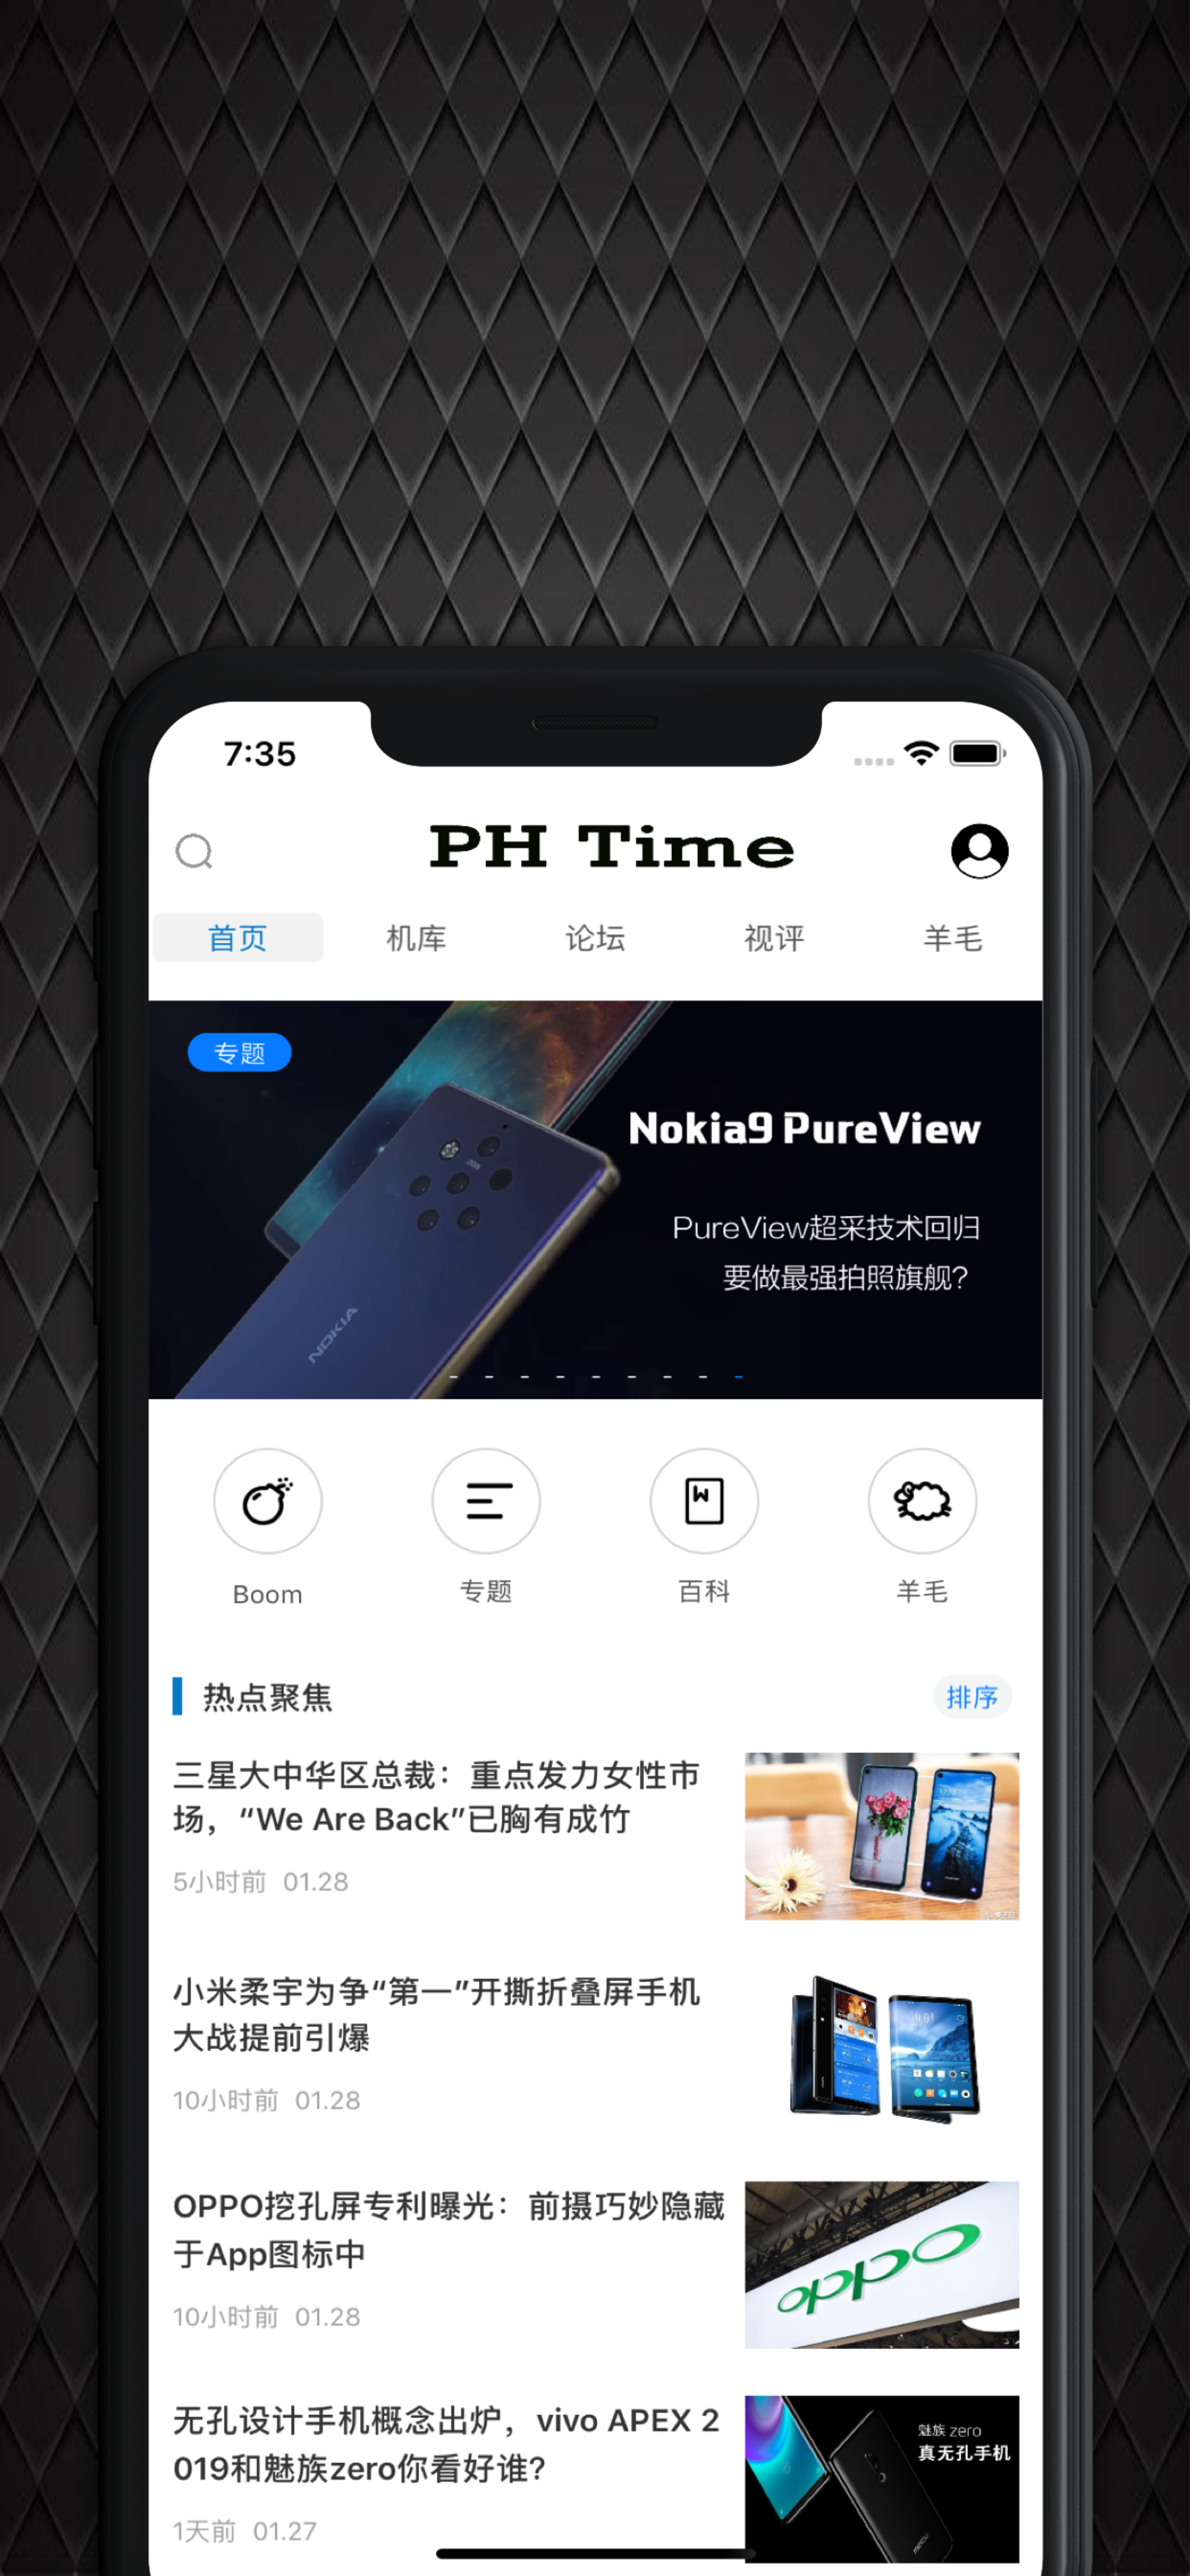 7:35
PH Time
首页 机库 论坛 视评 羊毛
专题
Nokia9 PureView
PureView超采技术回归
要做最强拍照旗舰?
NOKIA
Boom 专题 百科 羊毛
热点聚焦 排序
三星大中华区总裁：重点发力女性市
场，“We Are Back”已胸有成竹
5小时前 01.28
小米柔宇为争“第一”开撕折叠屏手机
大战提前引爆
10小时前 01.28
OPPO挖孔屏专利曝光：前摄巧妙隐藏
于App图标中
10小时前 01.28
oppo
无孔设计手机概念出炉，vivo APEX 2
019和魅族zero你看好谁?
1天前 01.27
魅族 zero
真无孔手机